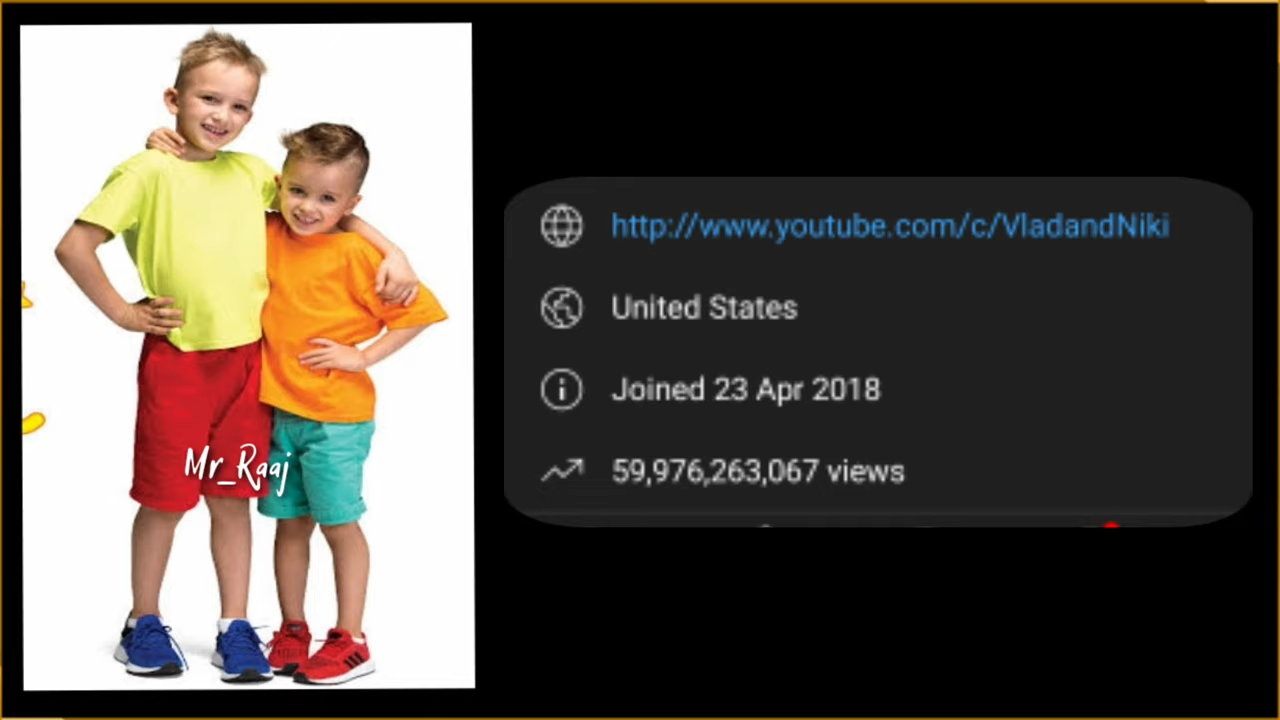 Mr_Raaj
http://www.youtube.com/c/VladandNiki
United States
Joined 23 Apr 2018
59,976,263,067 views